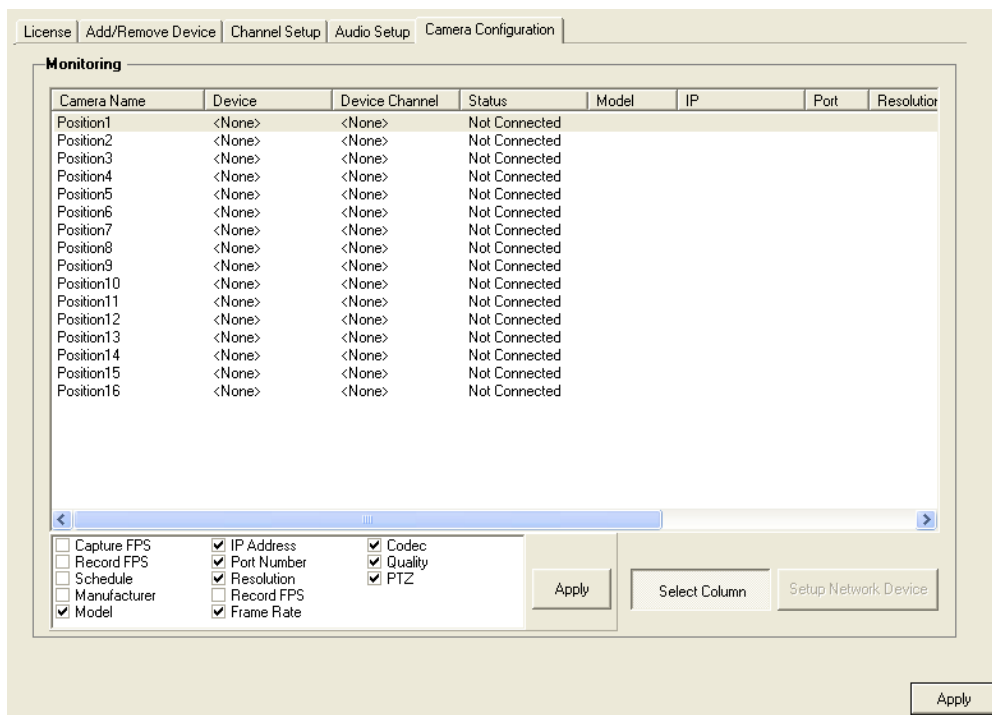 License Add/Remove Device Channel Setup Audio Setup Camera Configuration
Monitoring
Camera Name Device Device Channel Status Model IP Port Resolution
Position1 <None> <None> Not Connected
Position2 <None> <None> Not Connected
Position3 <None> <None> Not Connected
Position4 <None> <None> Not Connected
Position5 <None> <None> Not Connected
Position6 <None> <None> Not Connected
Position7 <None> <None> Not Connected
Position8 <None> <None> Not Connected
Position9 <None> <None> Not Connected
Position10 <None> <None> Not Connected
Position11 <None> <None> Not Connected
Position12 <None> <None> Not Connected
Position13 <None> <None> Not Connected
Position14 <None> <None> Not Connected
Position15 <None> <None> Not Connected
Position16 <None> <None> Not Connected
Capture FPS IP Address Codec
Record FPS Port Number Quality
Schedule Resolution PTZ
Manufacturer Record FPS
Model Frame Rate
Apply Select Column Setup Network Device
Apply